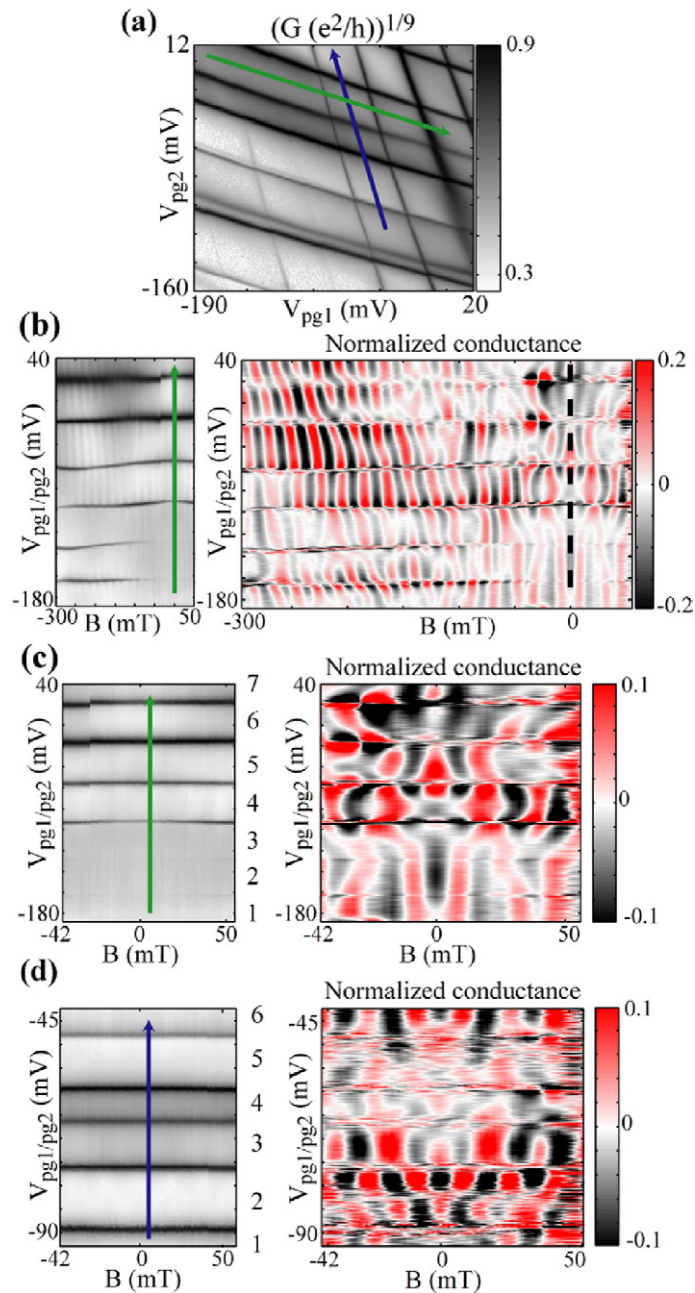 (a)
(G (e²/h))^1/9
12
V_pg2 (mV)
-160
-190
V_pg1 (mV)
20
0.9
0.3
(b)
Normalized conductance
40
V_pg1/pg2 (mV)
-180
-300
B (mT)
50
40
V_pg1/pg2 (mV)
-180
-300
B (mT)
0
0.2
0
-0.2
(c)
Normalized conductance
40
V_pg1/pg2 (mV)
-180
-42
0
50
B (mT)
7
6
5
4
3
2
1
40
V_pg1/pg2 (mV)
-180
-42
0
50
B (mT)
0.1
0
-0.1
(d)
Normalized conductance
-45
V_pg1/pg2 (mV)
-90
-42
0
50
B (mT)
6
5
4
3
2
1
-45
V_pg1/pg2 (mV)
-90
-42
0
50
B (mT)
0.1
0
-0.1